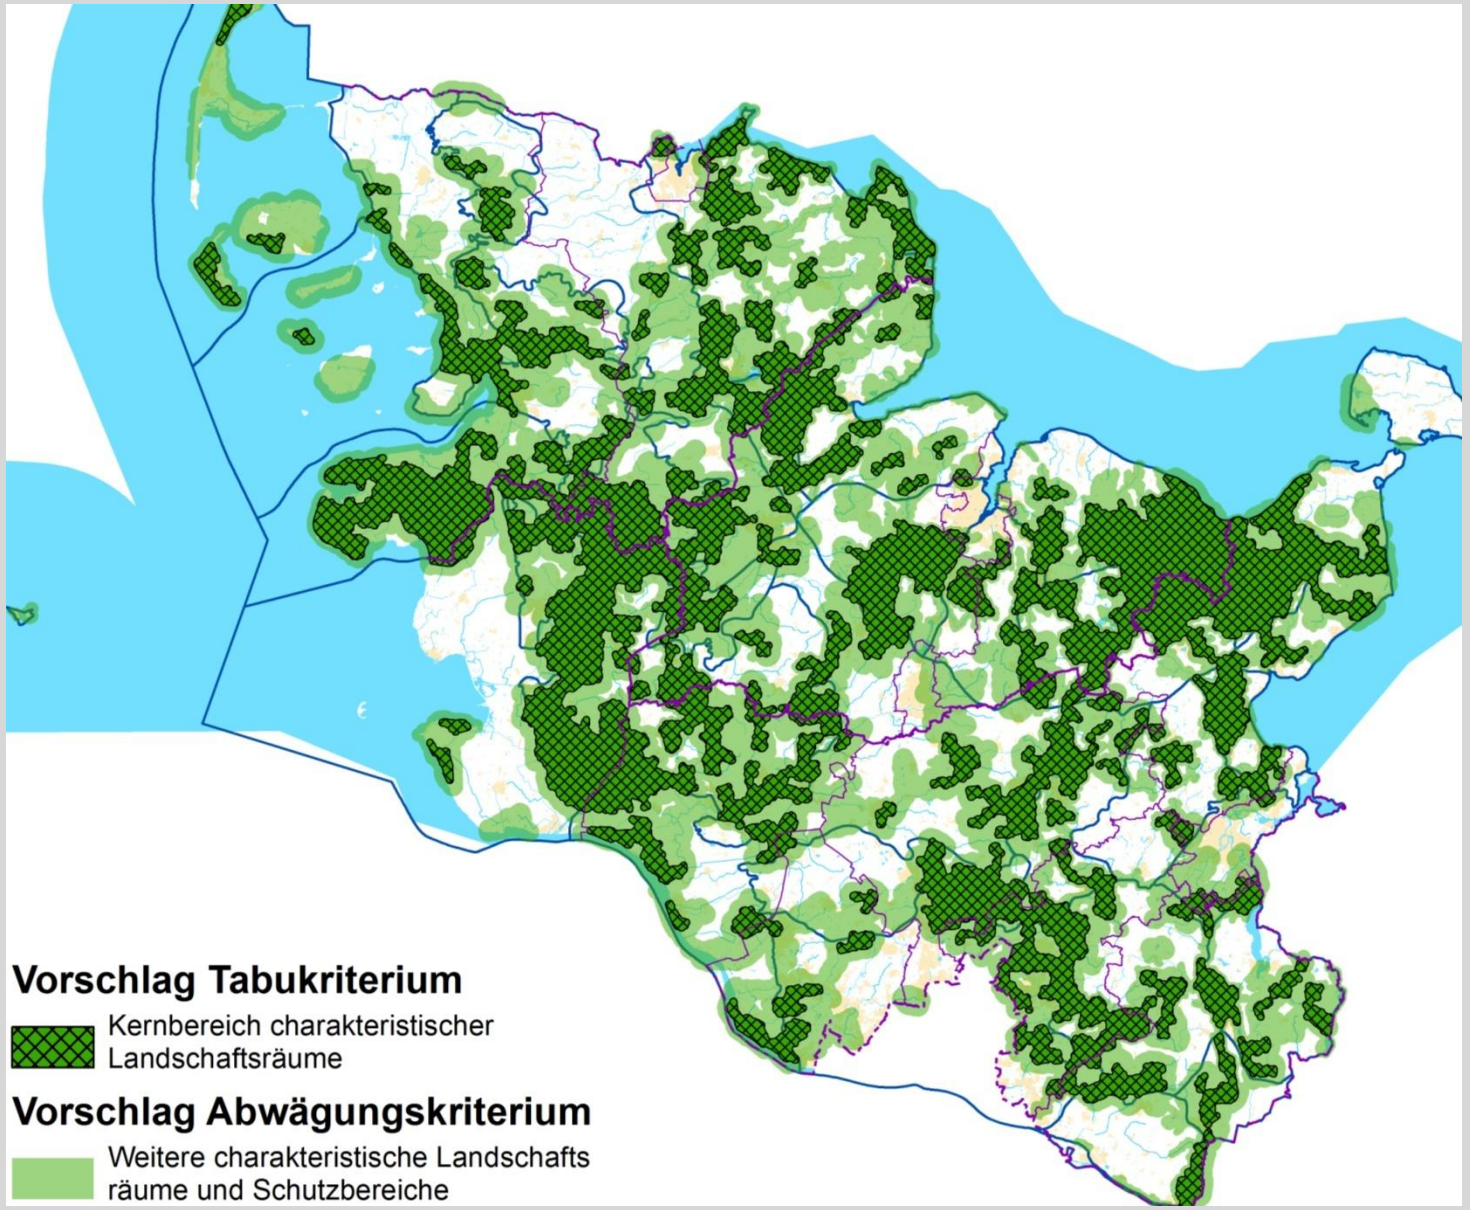 Vorschlag Tabukriterium
Kernbereich charakteristischer
Landschaftsräume
Vorschlag Abwägungskriterium
Weitere charakteristische Landschafts
räume und Schutzbereiche